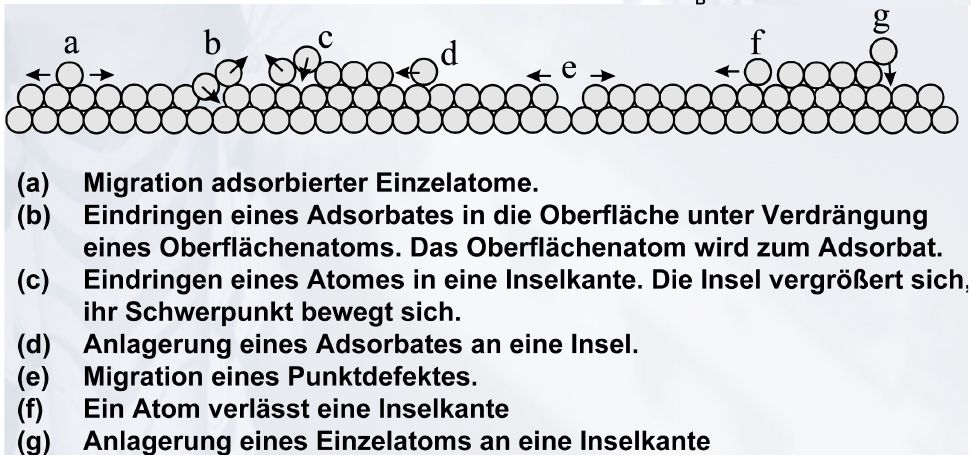 a b c d e f g
(a) Migration adsorbierter Einzelatome.
(b) Eindringen eines Adsorbates in die Oberfläche unter Verdrängung
eines Oberflächenatoms. Das Oberflächenatom wird zum Adsorbat.
(c) Eindringen eines Atomes in eine Inselkante. Die Insel vergrößert sich,
ihr Schwerpunkt bewegt sich.
(d) Anlagerung eines Adsorbates an eine Insel.
(e) Migration eines Punktdefektes.
(f) Ein Atom verlässt eine Inselkante
(g) Anlagerung eines Einzelatoms an eine Inselkante